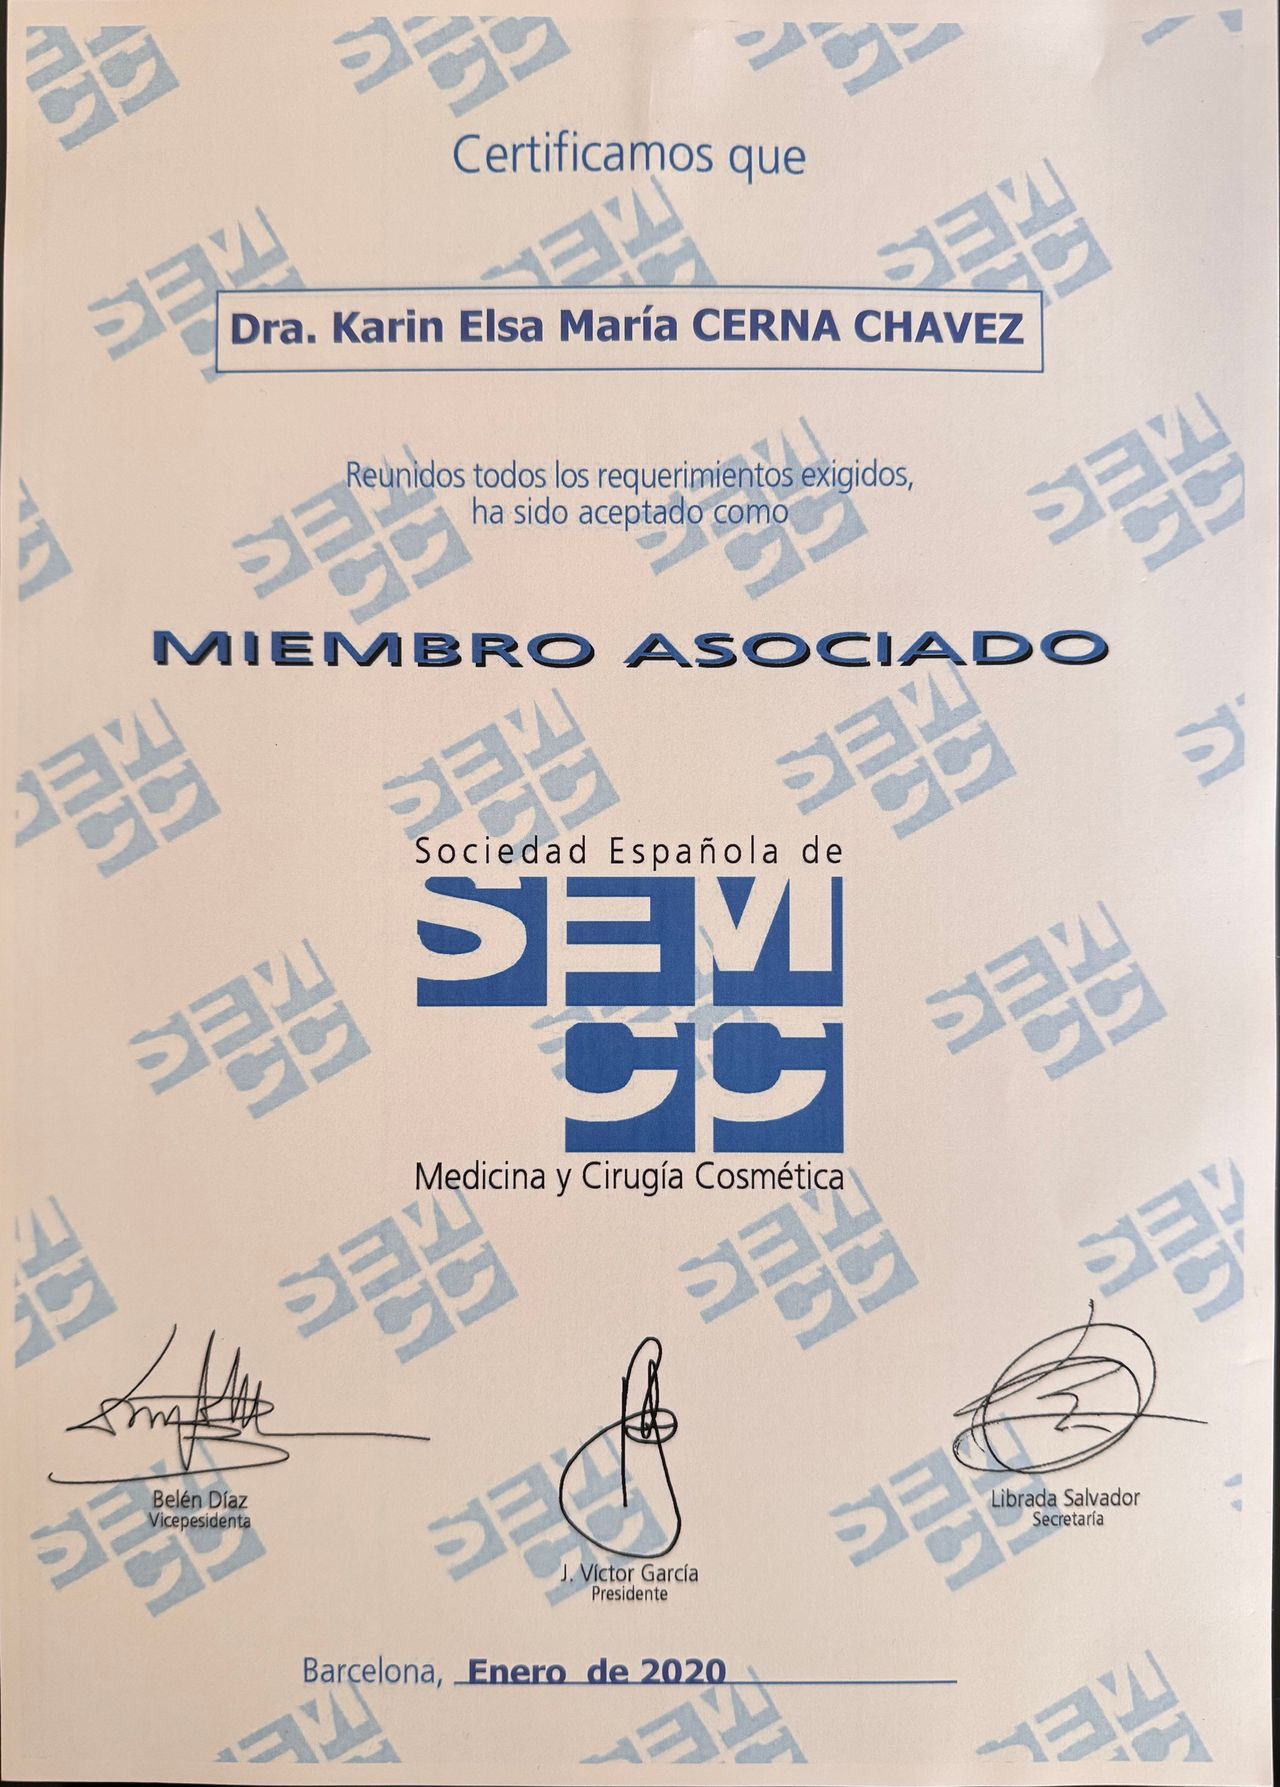 Certificamos que
Dra. Karin Elsa María CERNA CHAVEZ
Reunidos todos los requerimientos exigidos,
ha sido aceptado como
MIEMBRO ASOCIADO
Sociedad Española de
SEM
CC
Medicina y Cirugía Cosmética
Belén Díaz
Vicepesidenta
Librada Salvador
Secretaría
J. Víctor García
Presidente
Barcelona, Enero de 2020